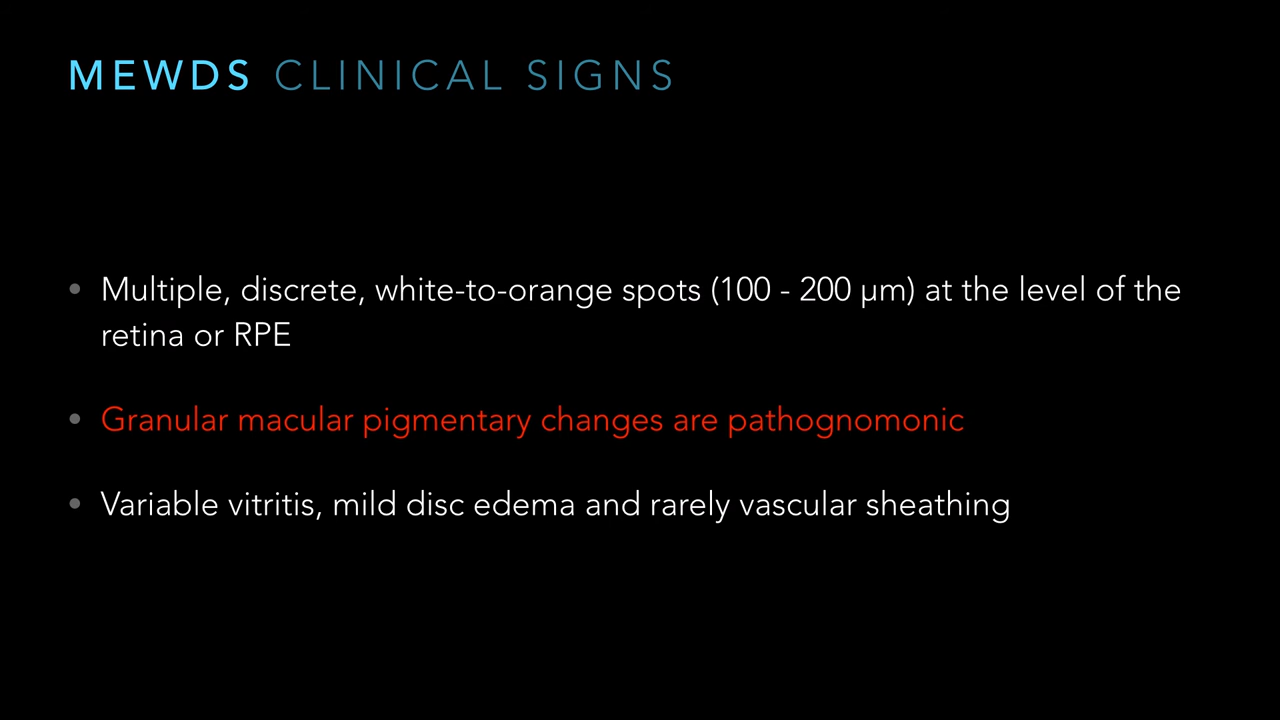 MEWDS CLINICAL SIGNS
• Multiple, discrete, white-to-orange spots (100 - 200 µm) at the level of the
retina or RPE
• Granular macular pigmentary changes are pathognomonic
• Variable vitritis, mild disc edema and rarely vascular sheathing